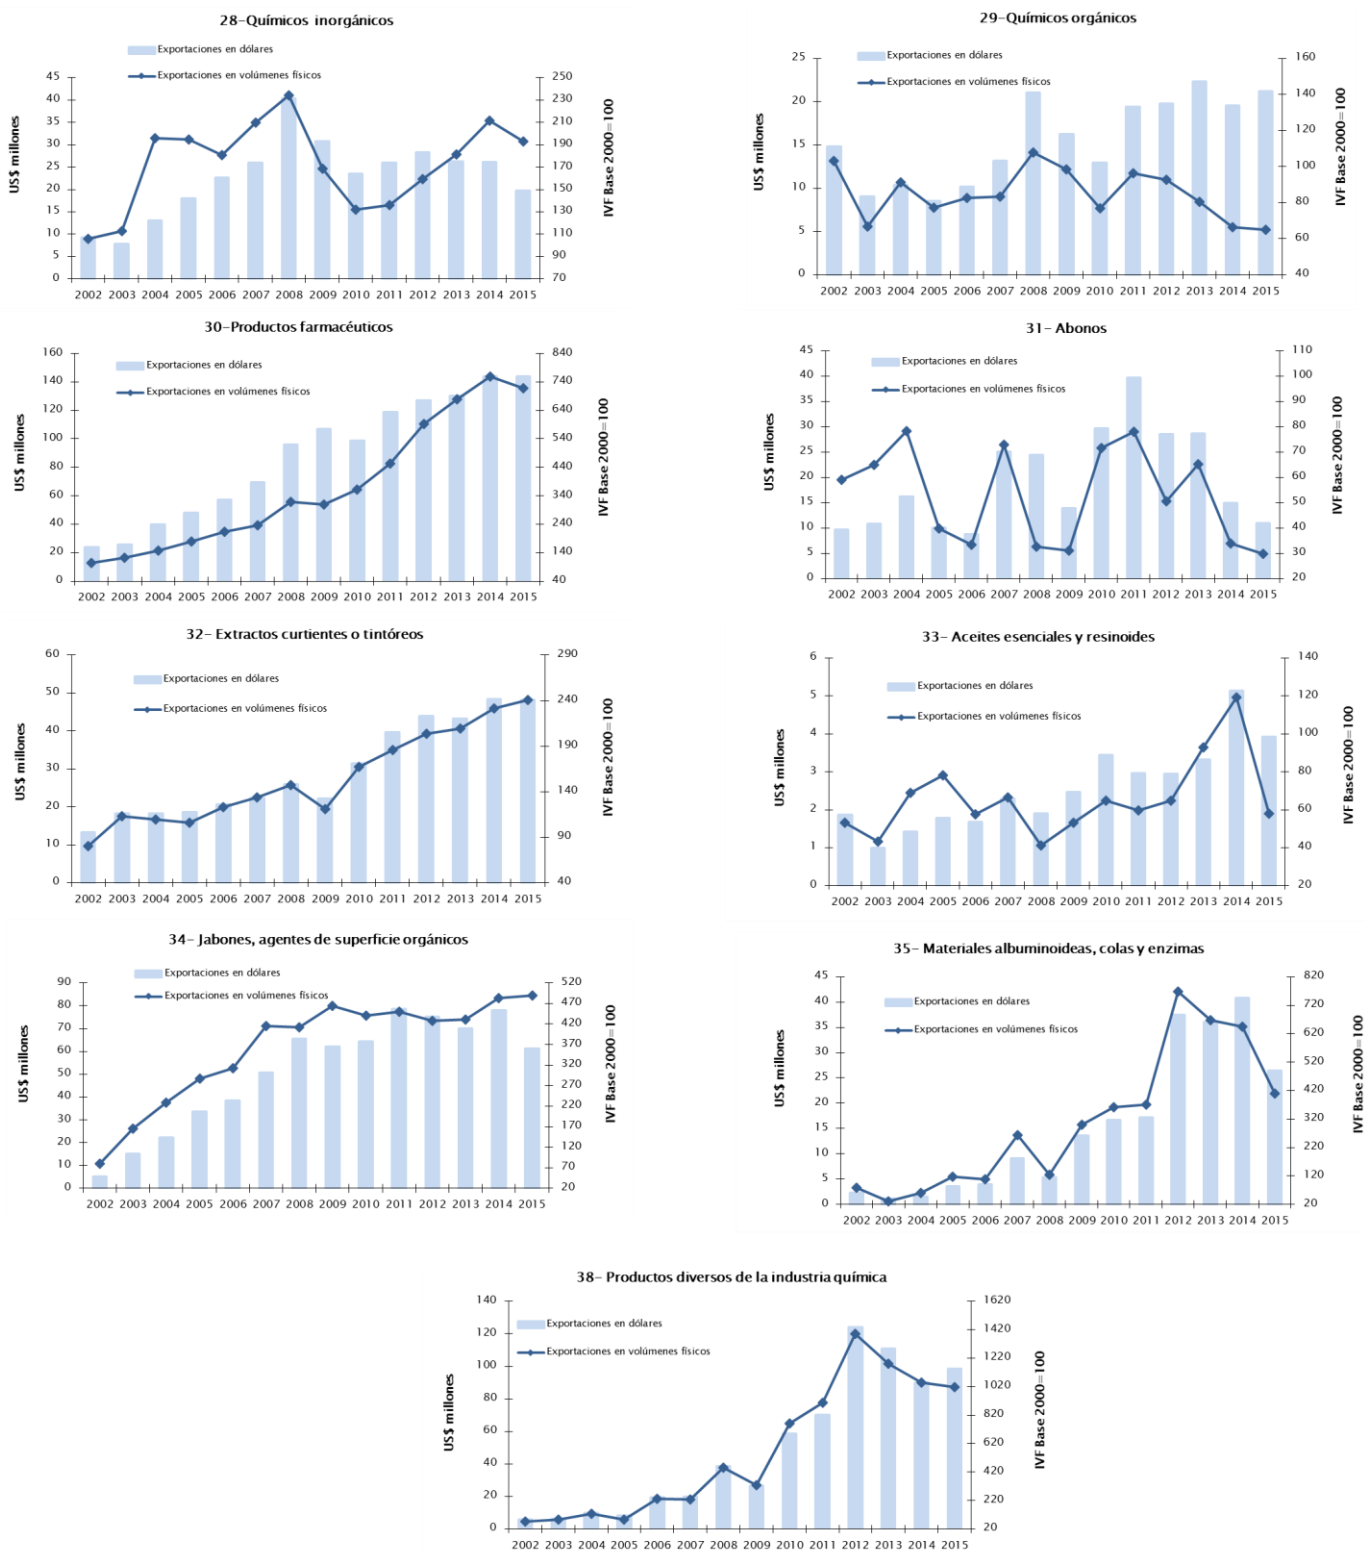 28-Químicos inorgánicos
Exportaciones en dólares
Exportaciones en volúmenes físicos
US$ millones
45
40
35
30
25
20
15
10
5
0
250
230
210
190
170
150
130
110
90
70
IVF Base 2000=100
2002 2003 2004 2005 2006 2007 2008 2009 2010 2011 2012 2013 2014 2015
29-Químicos orgánicos
Exportaciones en dólares
Exportaciones en volúmenes físicos
US$ millones
25
20
15
10
5
0
160
140
120
100
80
60
40
IVF Base 2000=100
2002 2003 2004 2005 2006 2007 2008 2009 2010 2011 2012 2013 2014 2015
30-Productos farmacéuticos
Exportaciones en dólares
Exportaciones en volúmenes físicos
US$ millones
160
140
120
100
80
60
40
20
0
840
740
640
540
440
340
240
140
40
IVF Base 2000=100
2002 2003 2004 2005 2006 2007 2008 2009 2010 2011 2012 2013 2014 2015
31- Abonos
Exportaciones en dólares
Exportaciones en volúmenes físicos
US$ millones
45
40
35
30
25
20
15
10
5
0
110
100
90
80
70
60
50
40
30
20
IVF Base 2000=100
2002 2003 2004 2005 2006 2007 2008 2009 2010 2011 2012 2013 2014 2015
32- Extractos curtientes o tintóreos
Exportaciones en dólares
Exportaciones en volúmenes físicos
US$ millones
60
50
40
30
20
10
0
290
240
190
140
90
40
IVF Base 2000=100
2002 2003 2004 2005 2006 2007 2008 2009 2010 2011 2012 2013 2014 2015
33- Aceites esenciales y resinoides
Exportaciones en dólares
Exportaciones en volúmenes físicos
US$ millones
6
5
4
3
2
1
0
140
120
100
80
60
40
20
IVF Base 2000=100
2002 2003 2004 2005 2006 2007 2008 2009 2010 2011 2012 2013 2014 2015
34- Jabones, agentes de superficie orgánicos
Exportaciones en dólares
Exportaciones en volúmenes físicos
US$ millones
90
80
70
60
50
40
30
20
10
0
520
470
420
370
320
270
220
170
120
70
20
IVF Base 2000=100
2002 2003 2004 2005 2006 2007 2008 2009 2010 2011 2012 2013 2014 2015
35- Materiales albuminoideas, colas y enzimas
Exportaciones en dólares
Exportaciones en volúmenes físicos
US$ millones
45
40
35
30
25
20
15
10
5
0
820
720
620
520
420
320
220
120
20
IVF Base 2000=100
2002 2003 2004 2005 2006 2007 2008 2009 2010 2011 2012 2013 2014 2015
38- Productos diversos de la industria química
Exportaciones en dólares
Exportaciones en volúmenes físicos
US$ millones
140
120
100
80
60
40
20
0
1620
1420
1220
1020
820
620
420
220
20
IVF Base 2000=100
2002 2003 2004 2005 2006 2007 2008 2009 2010 2011 2012 2013 2014 2015